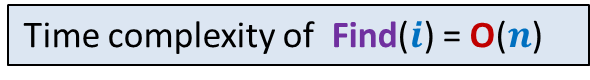 Time complexity of Find(i) = O(n)